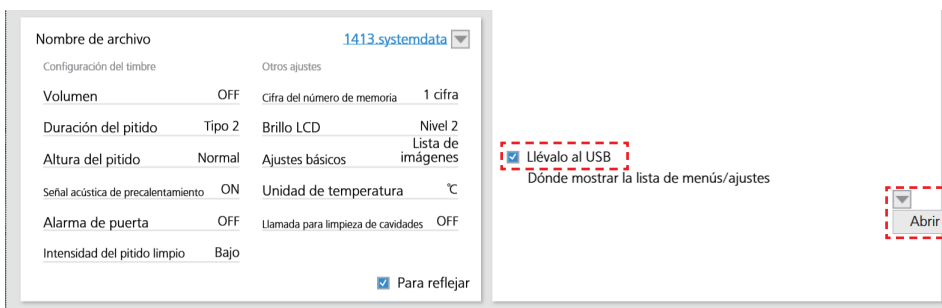 Nombre de archivo 1413.systemdata
Configuración del timbre Otros ajustes
Volumen OFF Cifra del número de memoria 1 cifra
Duración del pitido Tipo 2 Brillo LCD Nivel 2
Altura del pitido Normal Ajustes básicos Lista de imágenes
Señal acústica de precalentamiento ON Unidad de temperatura ℃
Alarma de puerta OFF Llamada para limpieza de cavidades OFF
Intensidad del pitido limpio Bajo
Para reflejar
Llévalo al USB
Dónde mostrar la lista de menús/ajustes
Abrir